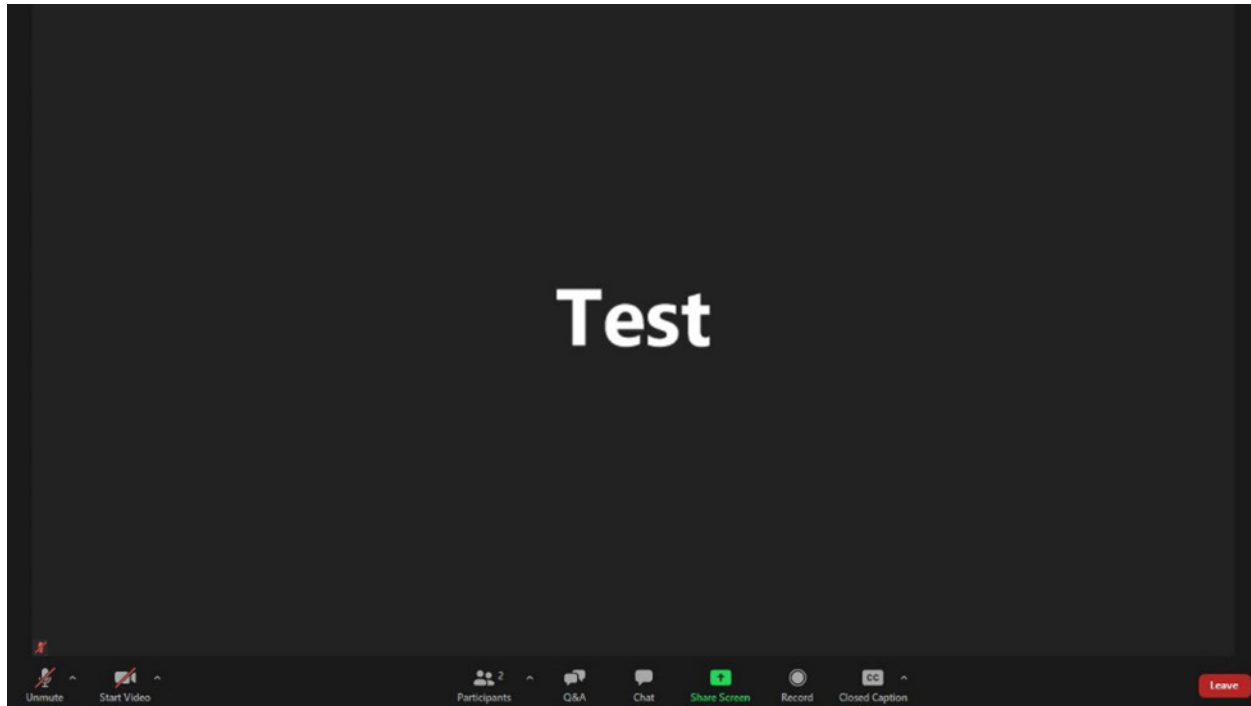 Test
Unmute
Start Video
2
Participants
Q&A
Chat
Share Screen
Record
CC
Closed Caption
Leave